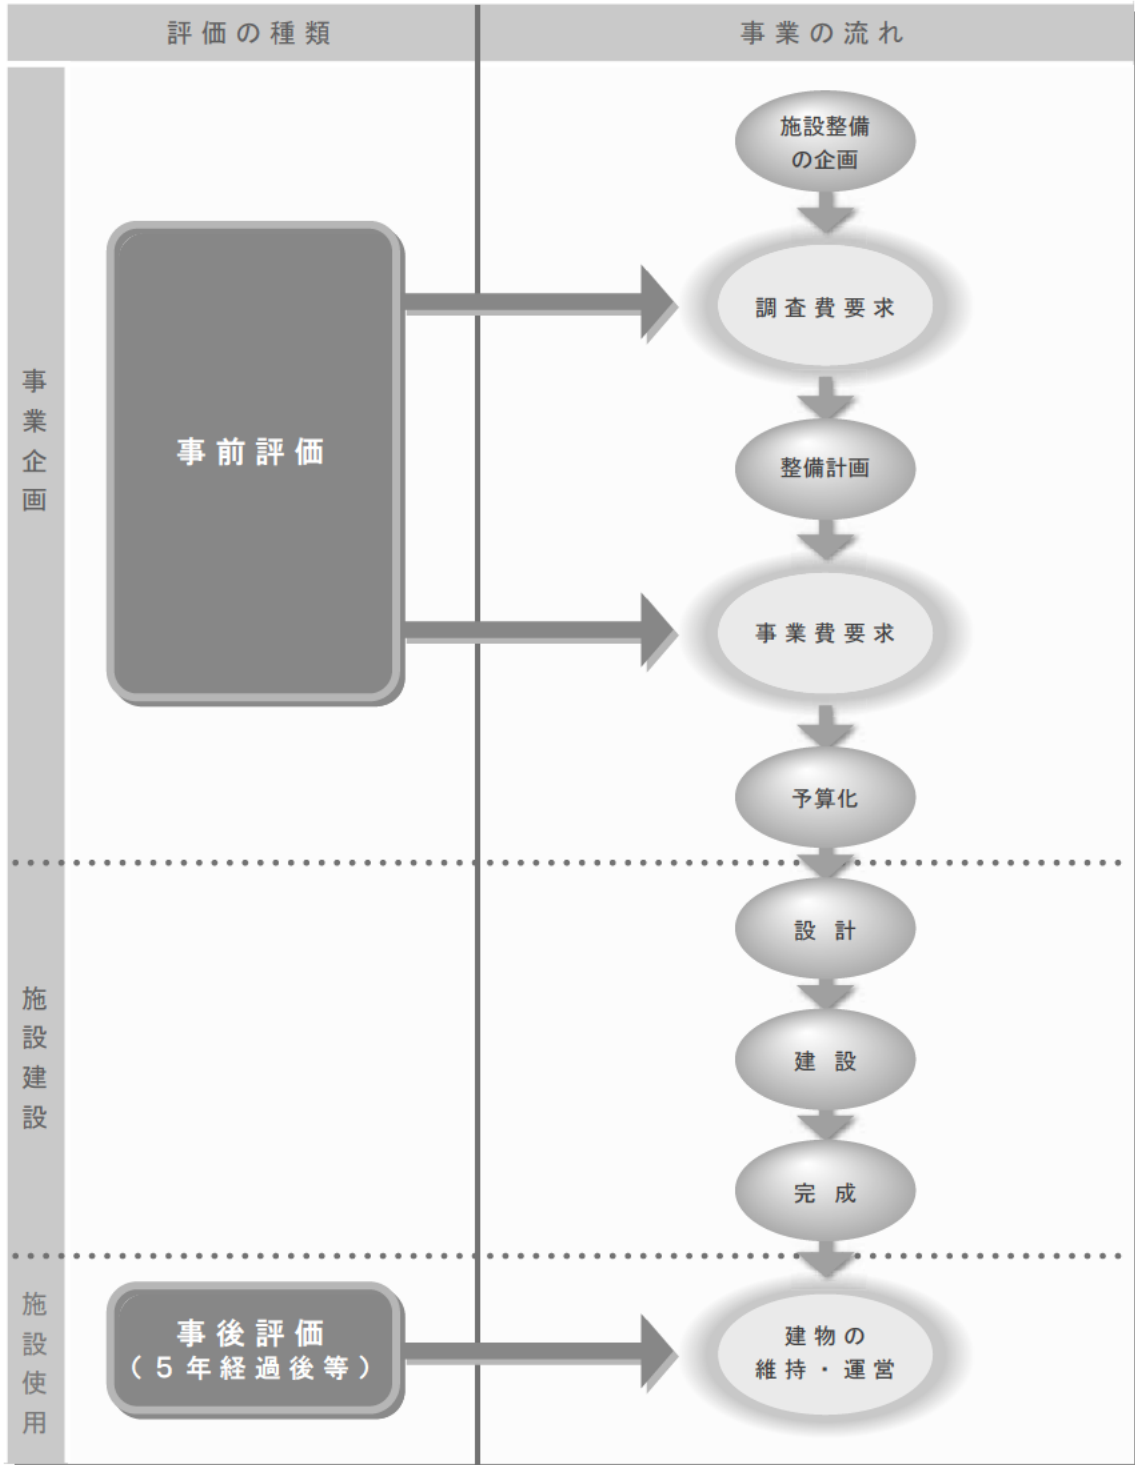 評価の種類
事業の流れ
事業企画
事前評価
施設整備
の企画
調査費要求
整備計画
事業費要求
予算化
施設建設
設計
建設
完成
施設使用
事後評価
（５年経過後等）
建物の
維持・運営